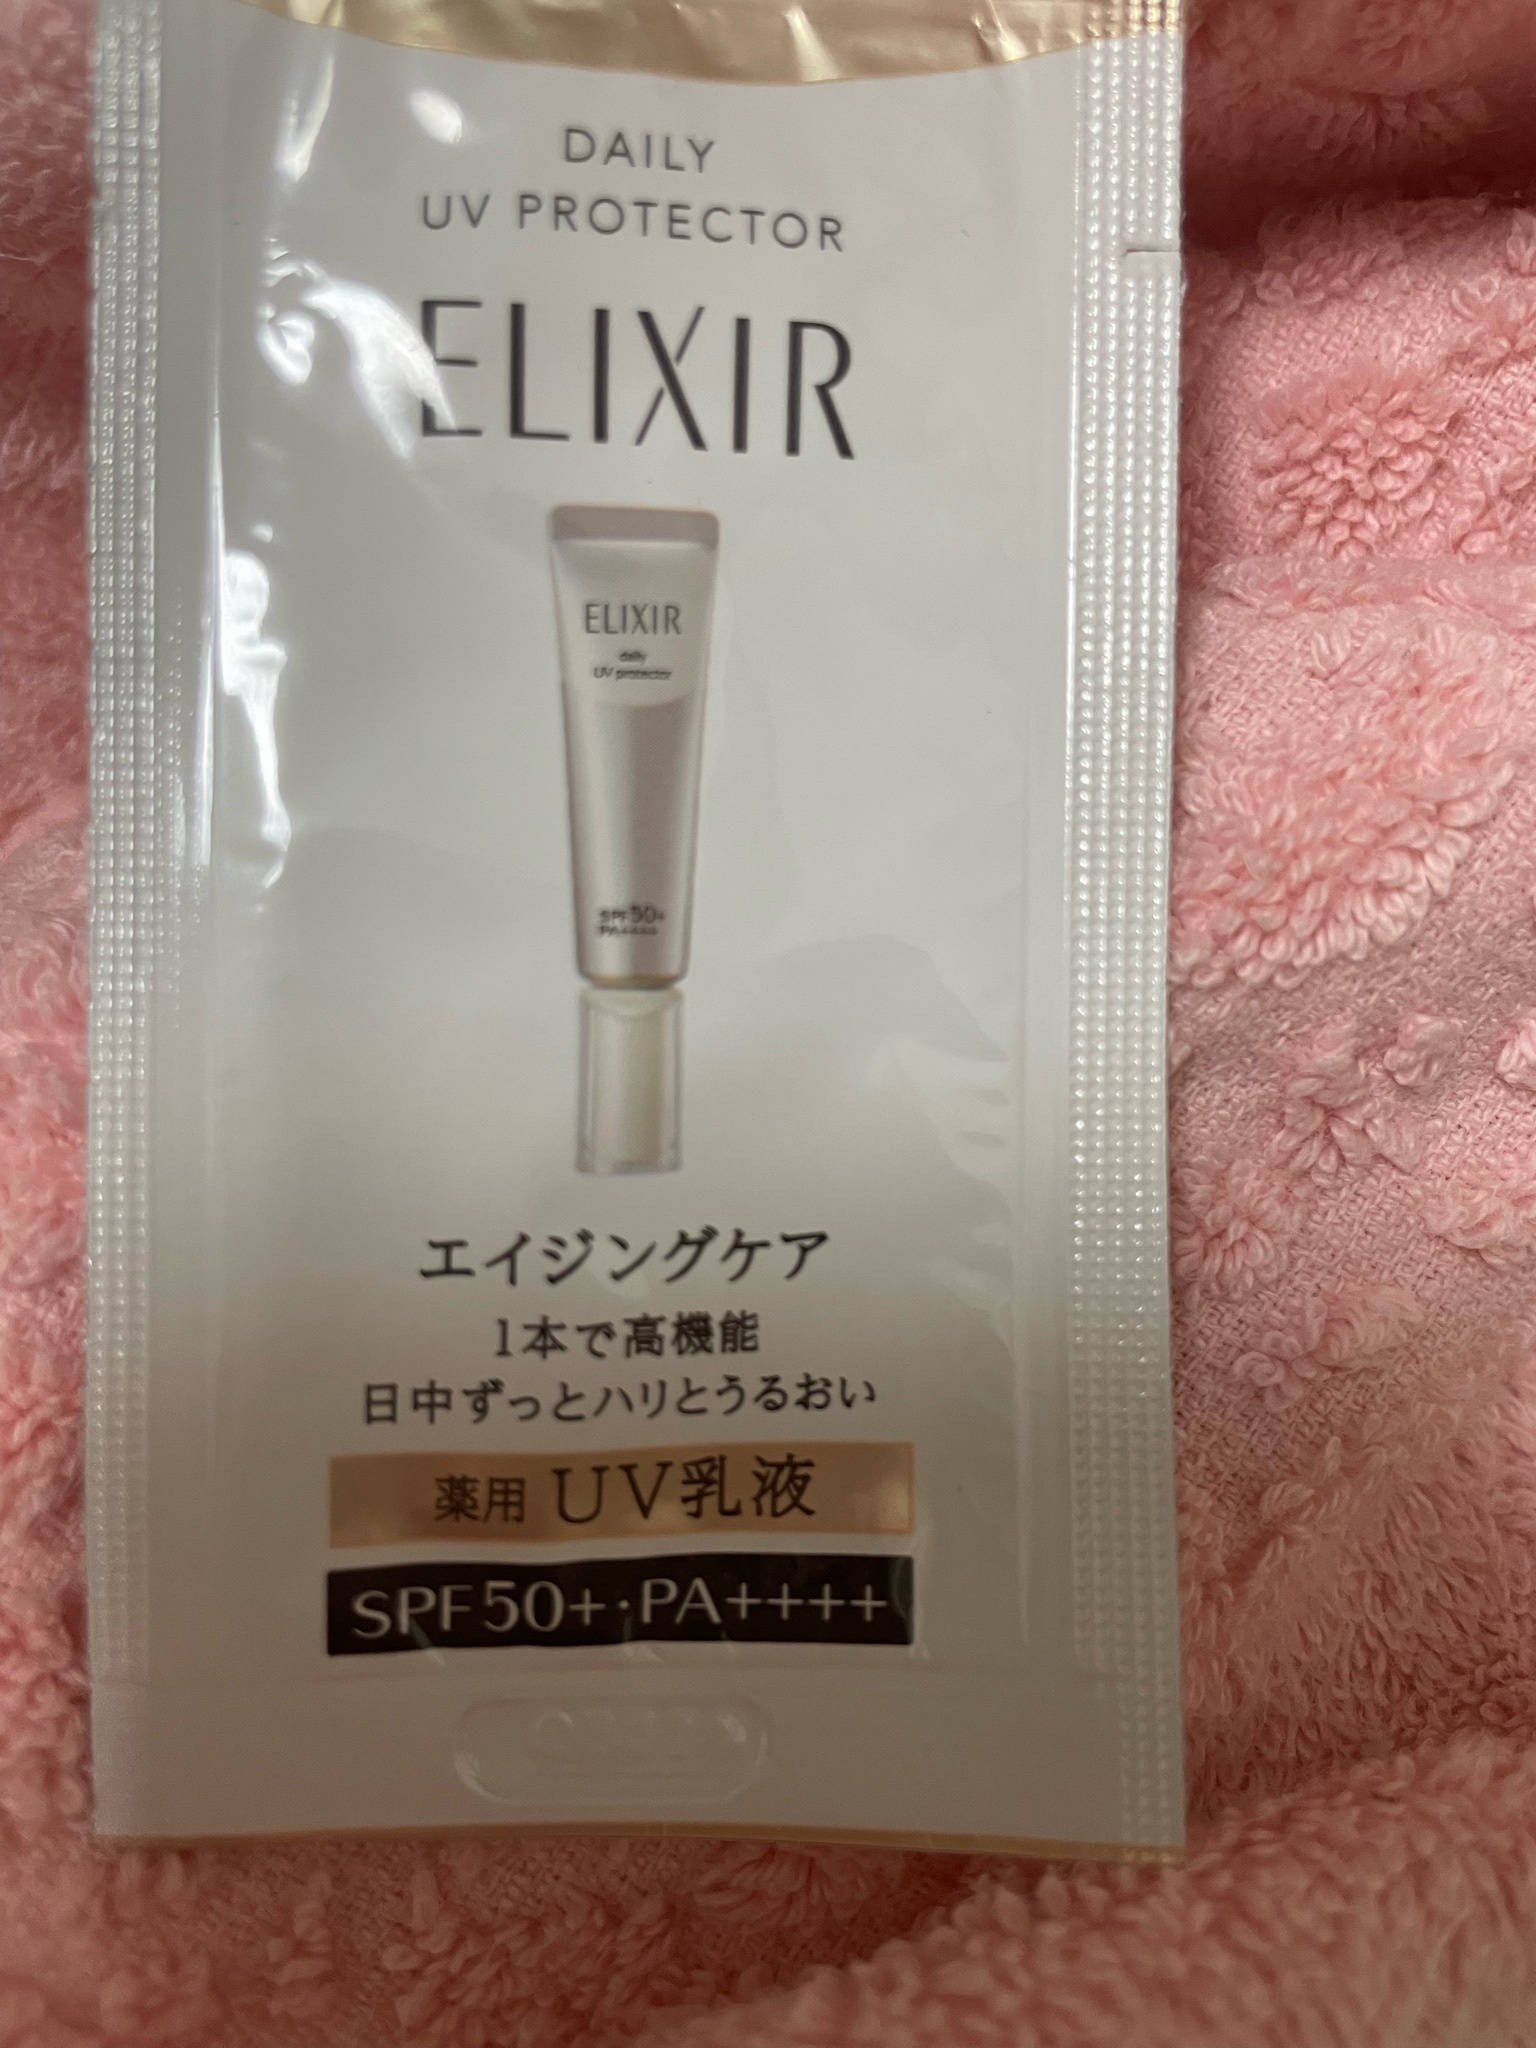 DAILY
UV PROTECTOR
ELIXIR
ELIXIR
daily
UV protector
SPF50+
PA++++
エイジングケア
1本で高機能
日中ずっとハリとうるおい
薬用 UV乳液
SPF50+·PA++++